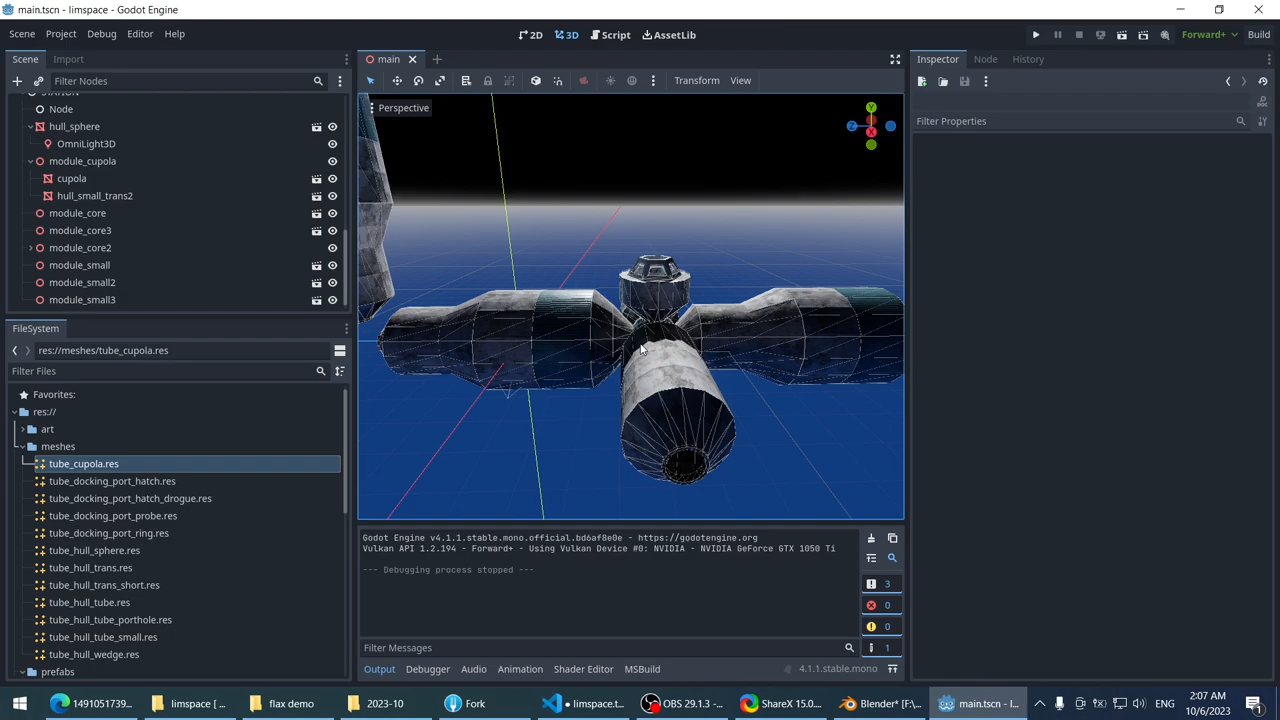 main.tscn - limspace - Godot Engine
Scene Project Debug Editor Help
2D 3D Script AssetLib
Forward+ Build
Scene Import
Filter Nodes
Node
hull_sphere
OmniLight3D
module_cupola
cupola
hull_small_trans2
module_core
module_core3
module_core2
module_small
module_small2
module_small3
FileSystem
res://meshes/tube_cupola.res
Filter Files
Favorites:
res://
art
meshes
tube_cupola.res
tube_docking_port_hatch.res
tube_docking_port_hatch_drogue.res
tube_docking_port_probe.res
tube_docking_port_ring.res
tube_hull_sphere.res
tube_hull_trans.res
tube_hull_trans_short.res
tube_hull_tube.res
tube_hull_tube_porthole.res
tube_hull_tube_small.res
tube_hull_wedge.res
prefabs
main
Transform View
Perspective
Y
Z
X
Godot Engine v4.1.1.stable.mono.official.bd6af8e0e - https://godotengine.org
Vulkan API 1.2.194 - Forward+ - Using Vulkan Device #0: NVIDIA - NVIDIA GeForce GTX 1050 Ti
--- Debugging process stopped ---
3
0
0
1
Filter Messages
Output Debugger Audio Animation Shader Editor MSBuild
4.1.1.stable.mono
Inspector Node History
Filter Properties
1491051739...
limspace [ ...
flax demo
2023-10
Fork
• limspace.t...
OBS 29.1.3 - ...
ShareX 15.0...
Blender* [F:\...
main.tscn - l...
2:07 AM
10/6/2023
1